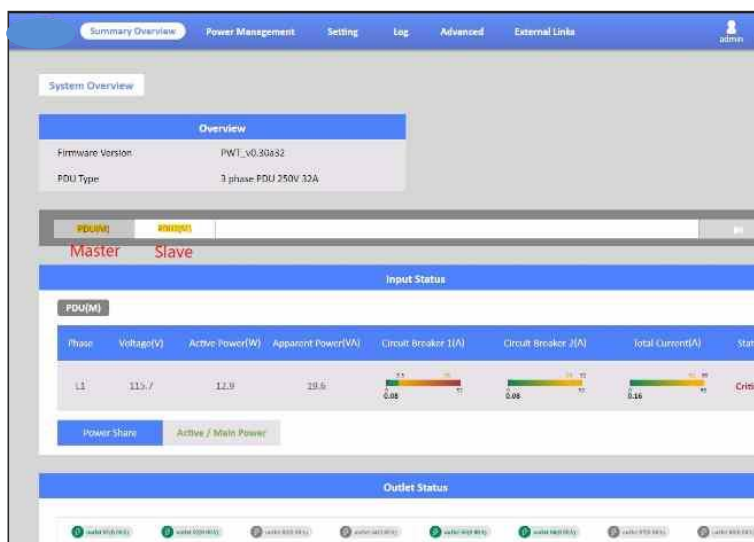 Summary Overview Power Management Setting Log Advanced External Links admin
System Overview
Overview
Firmware Version PWT_v0.30a32
PDU Type 3 phase PDU 250V 32A
PDU(M)
Master Slave
Input Status
PDU(M)
Phase Voltage(V) Active Power(W) Apparent Power(VA) Circuit Breaker 1(A) Circuit Breaker 2(A) Total Current(A)
L1 115.7 12.9 19.6
0.08 0.08 0.16
Power Share Active / Main Power
Outlet Status